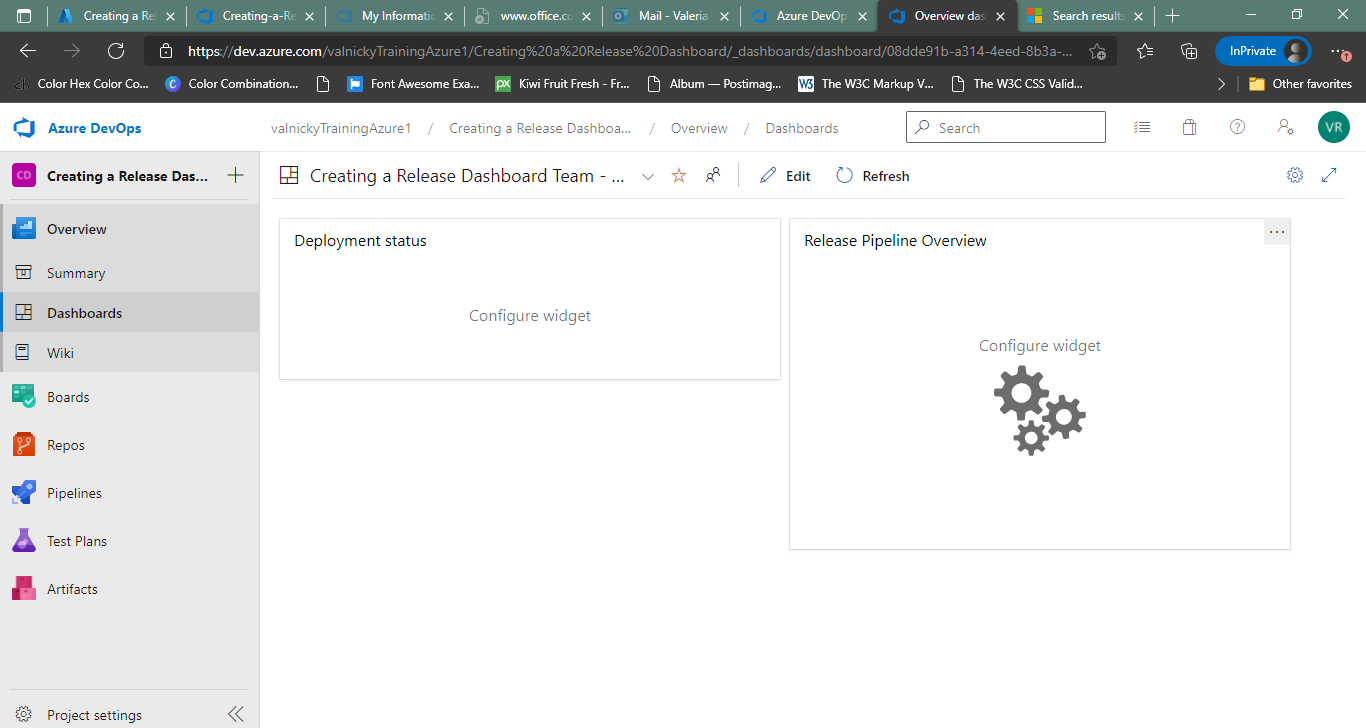 Creating a Re
Creating-a-Re
My Informatic
www.office.co
Mail - Valeria
Azure DevOp
Overview das
Search results
https://dev.azure.com/valnickyTrainingAzure1/Creating%20a%20Release%20Dashboard/_dashboards/dashboard/08dde91b-a314-4eed-8b3a-...
InPrivate
Color Hex Color Co...
Color Combination...
Font Awesome Exa...
px
Kiwi Fruit Fresh - Fr...
Album — Postimag...
W3
The W3C Markup V...
The W3C CSS Valid...
Other favorites
Azure DevOps
valnickyTrainingAzure1 / Creating a Release Dashboa... / Overview / Dashboards
Search
VR
CD
Creating a Release Das...
Creating a Release Dashboard Team - ...
Edit
Refresh
Overview
Summary
Dashboards
Wiki
Boards
Repos
Pipelines
Test Plans
Artifacts
Project settings
Deployment status
Configure widget
Release Pipeline Overview
Configure widget